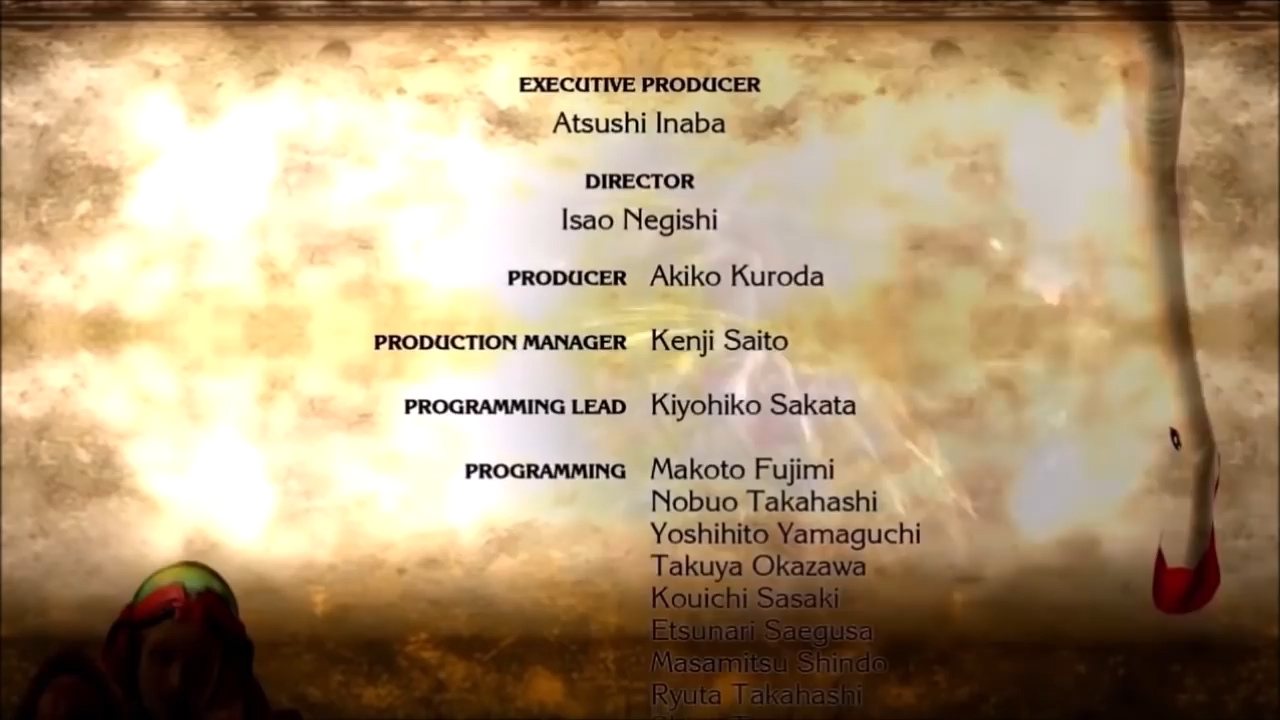 EXECUTIVE PRODUCER
Atsushi Inaba
DIRECTOR
Isao Negishi
PRODUCER Akiko Kuroda
PRODUCTION MANAGER Kenji Saito
PROGRAMMING LEAD Kiyohiko Sakata
PROGRAMMING Makoto Fujimi
Nobuo Takahashi
Yoshihito Yamaguchi
Takuya Okazawa
Kouichi Sasaki
Etsunari Saegusa
Masamitsu Shindo
Ryuta Takahashi